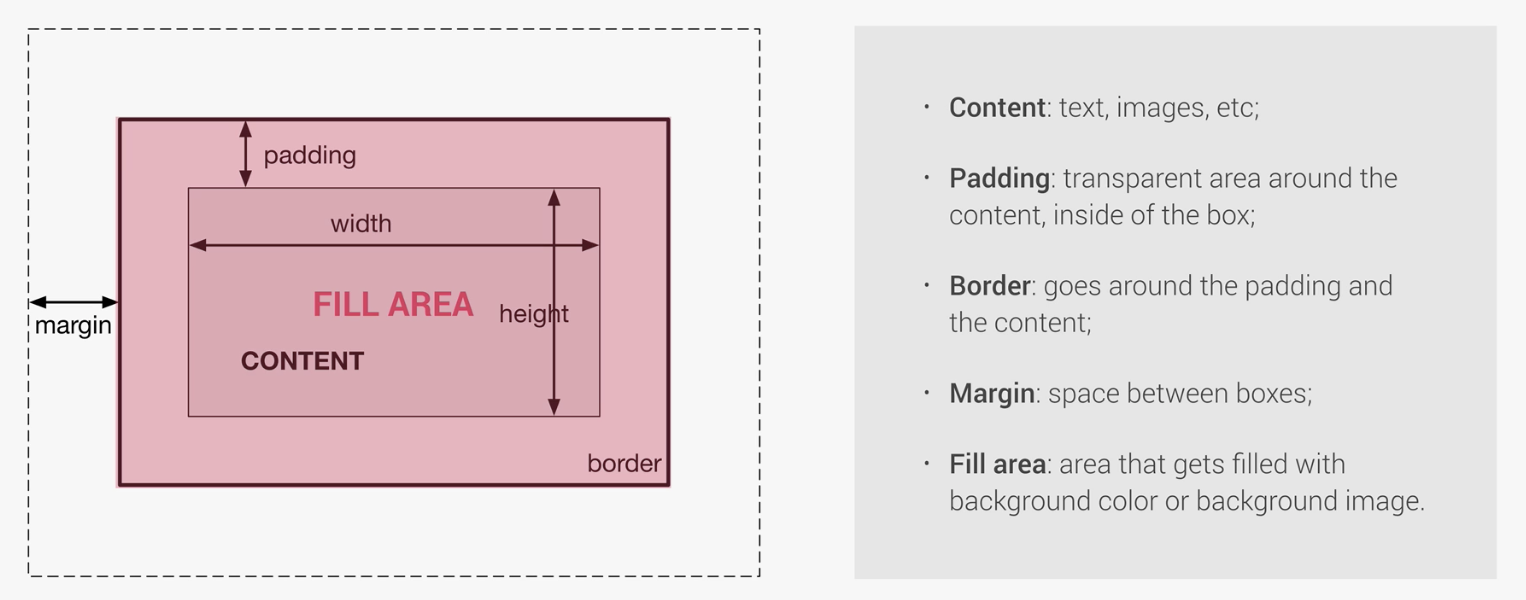 padding
width
FILL AREA
height
margin
CONTENT
border
• Content: text, images, etc;
• Padding: transparent area around the
content, inside of the box;
• Border: goes around the padding and
the content;
• Margin: space between boxes;
• Fill area: area that gets filled with
background color or background image.